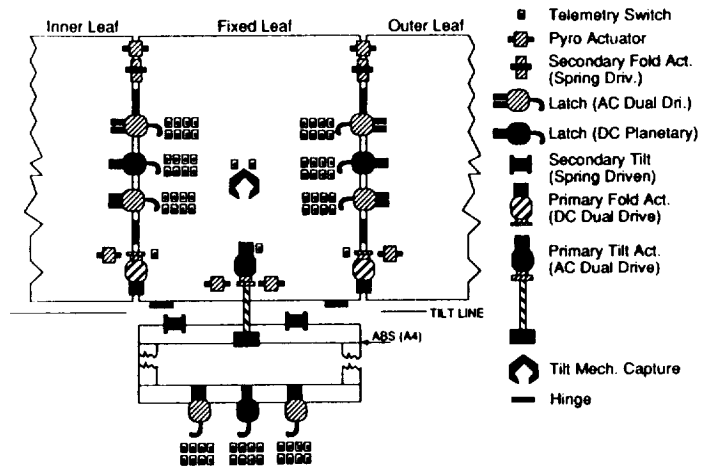 Inner Leaf
Fixed Leaf
Outer Leaf
TILT LINE
ABS (A4)
Telemetry Switch
Pyro Actuator
Secondary Fold Act.
(Spring Driv.)
Latch (AC Dual Dri.)
Latch (DC Planetary)
Secondary Tilt
(Spring Driven)
Primary Fold Act.
(DC Dual Drive)
Primary Tilt Act.
(AC Dual Drive)
Tilt Mech. Capture
Hinge